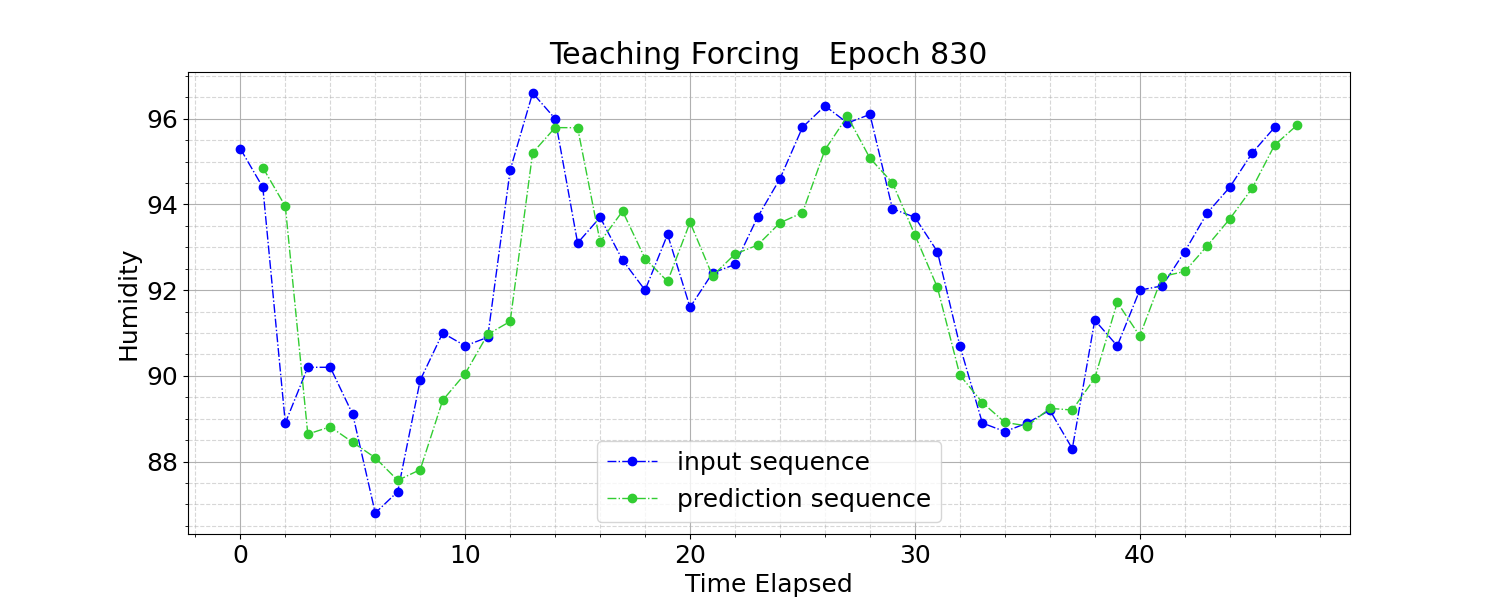 Teaching Forcing   Epoch 830
Humidity
96
94
92
90
88
input sequence
prediction sequence
0 10 20 30 40
Time Elapsed